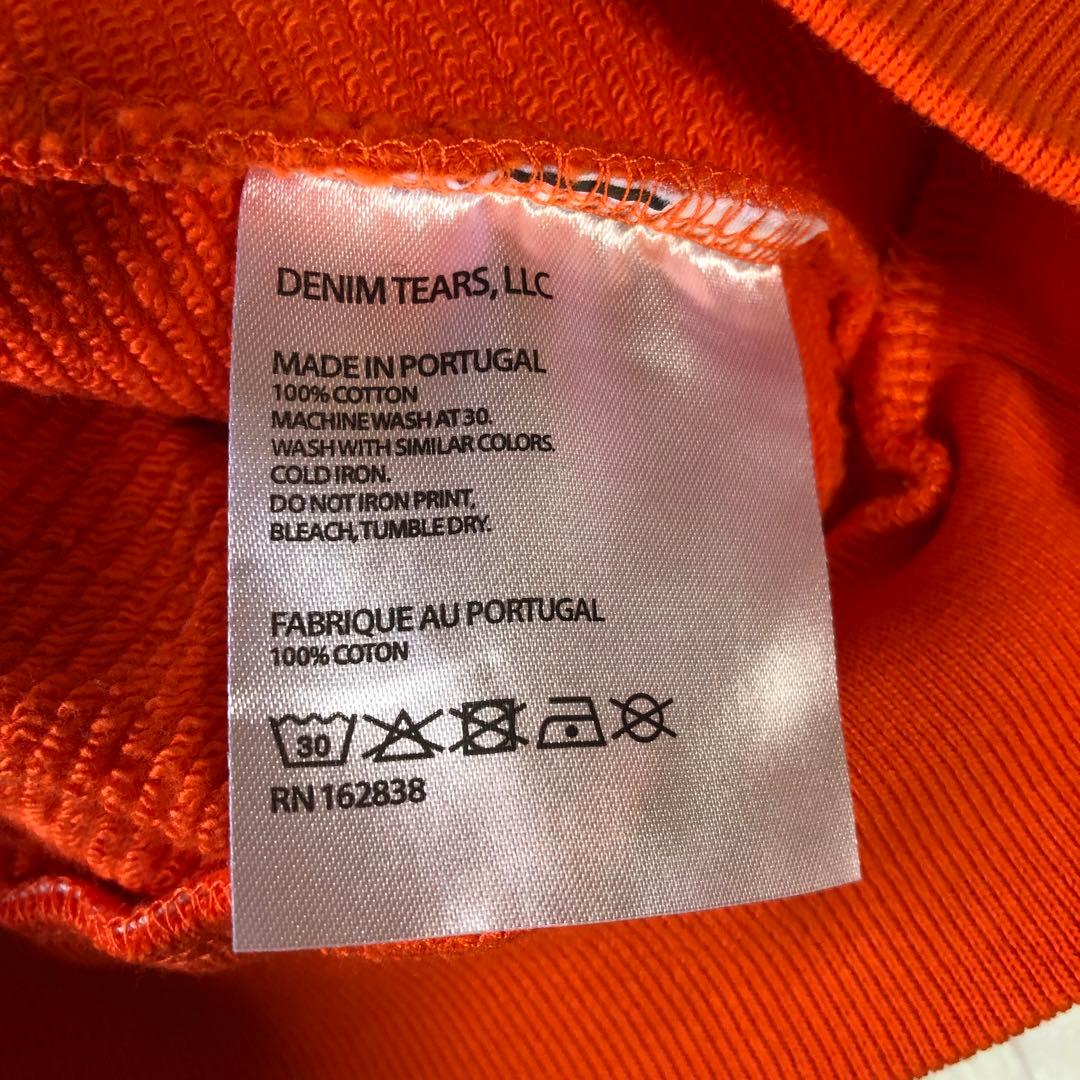 DENIM TEARS, LLC
MADE IN PORTUGAL
100% COTTON
MACHINE WASH AT 30.
WASH WITH SIMILAR COLORS.
COLD IRON.
DO NOT IRON PRINT,
BLEACH, TUMBLE DRY.
FABRIQUE AU PORTUGAL
100% COTON
30
RN 162838